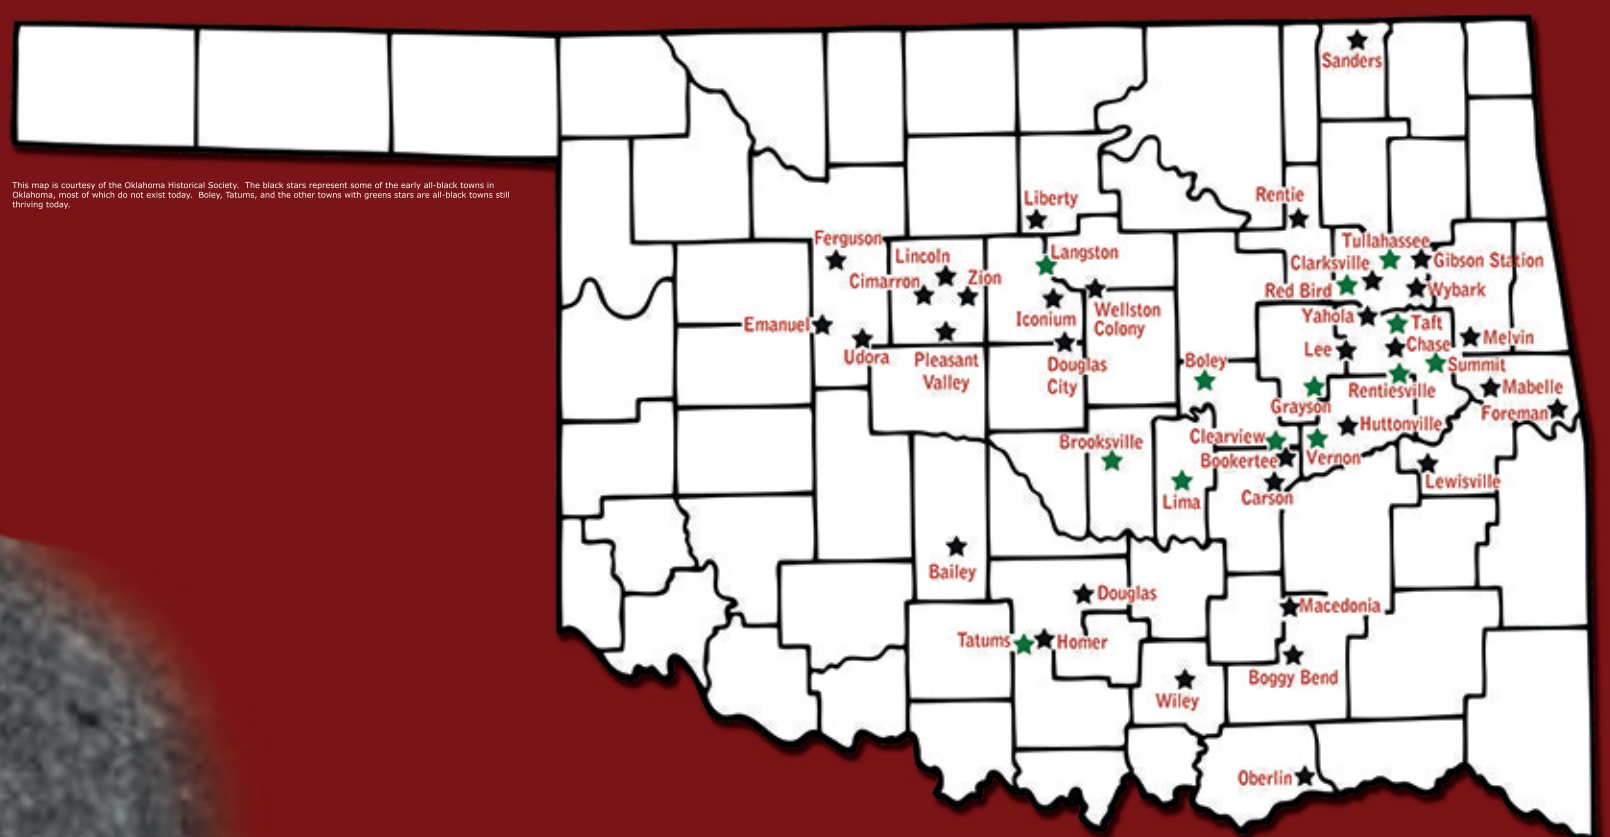 Sanders
This map is courtesy of the Oklahoma Historical Society.  The black stars represent some of the early all-black towns in
Oklahoma, most of which do not exist today.  Boley, Tatums, and the other towns with greens stars are all-black towns still
thriving today.
Liberty
Rentie
Ferguson
Lincoln
Langston
Tullahassee
Cimarron
Zion
Clarksville
Gibson Station
Red Bird
Wybark
Emanuel
Iconium
Wellston
Colony
Yahola
Taft
Udora
Pleasant
Valley
Douglas
City
Boley
Lee
Chase
Melvin
Summit
Rentiesville
Mabelle
Grayson
Foreman
Huttonville
Brooksville
Clearview
Bookertee
Vernon
Lima
Carson
Lewisville
Bailey
Douglas
Macedonia
Tatums
Homer
Boggy Bend
Wiley
Oberlin